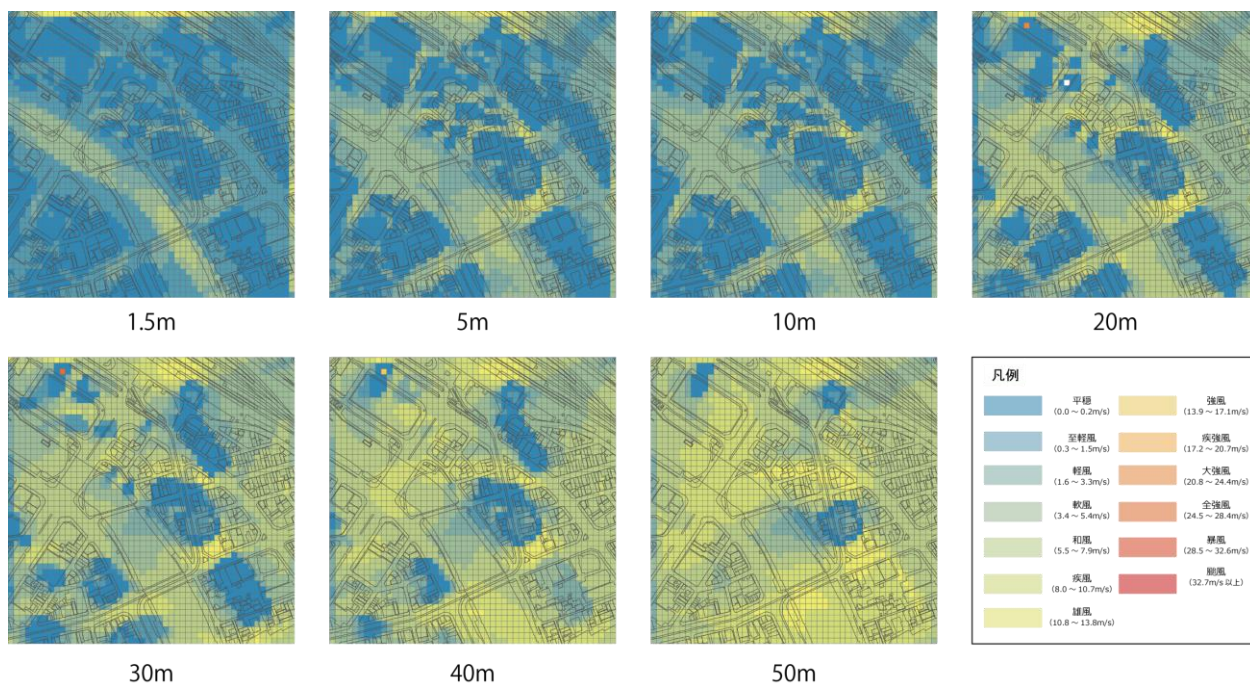 1.5m
5m
10m
20m
30m
40m
50m
凡例
平穏
(0.0 ~ 0.2m/s)
至軽風
(0.3 ~ 1.5m/s)
軽風
(1.6 ~ 3.3m/s)
軟風
(3.4 ~ 5.4m/s)
和風
(5.5 ~ 7.9m/s)
疾風
(8.0 ~ 10.7m/s)
雄風
(10.8 ~ 13.8m/s)
強風
(13.9 ~ 17.1m/s)
疾強風
(17.2 ~ 20.7m/s)
大強風
(20.8 ~ 24.4m/s)
全強風
(24.5 ~ 28.4m/s)
暴風
(28.5 ~ 32.6m/s)
颶風
(32.7m/s 以上)